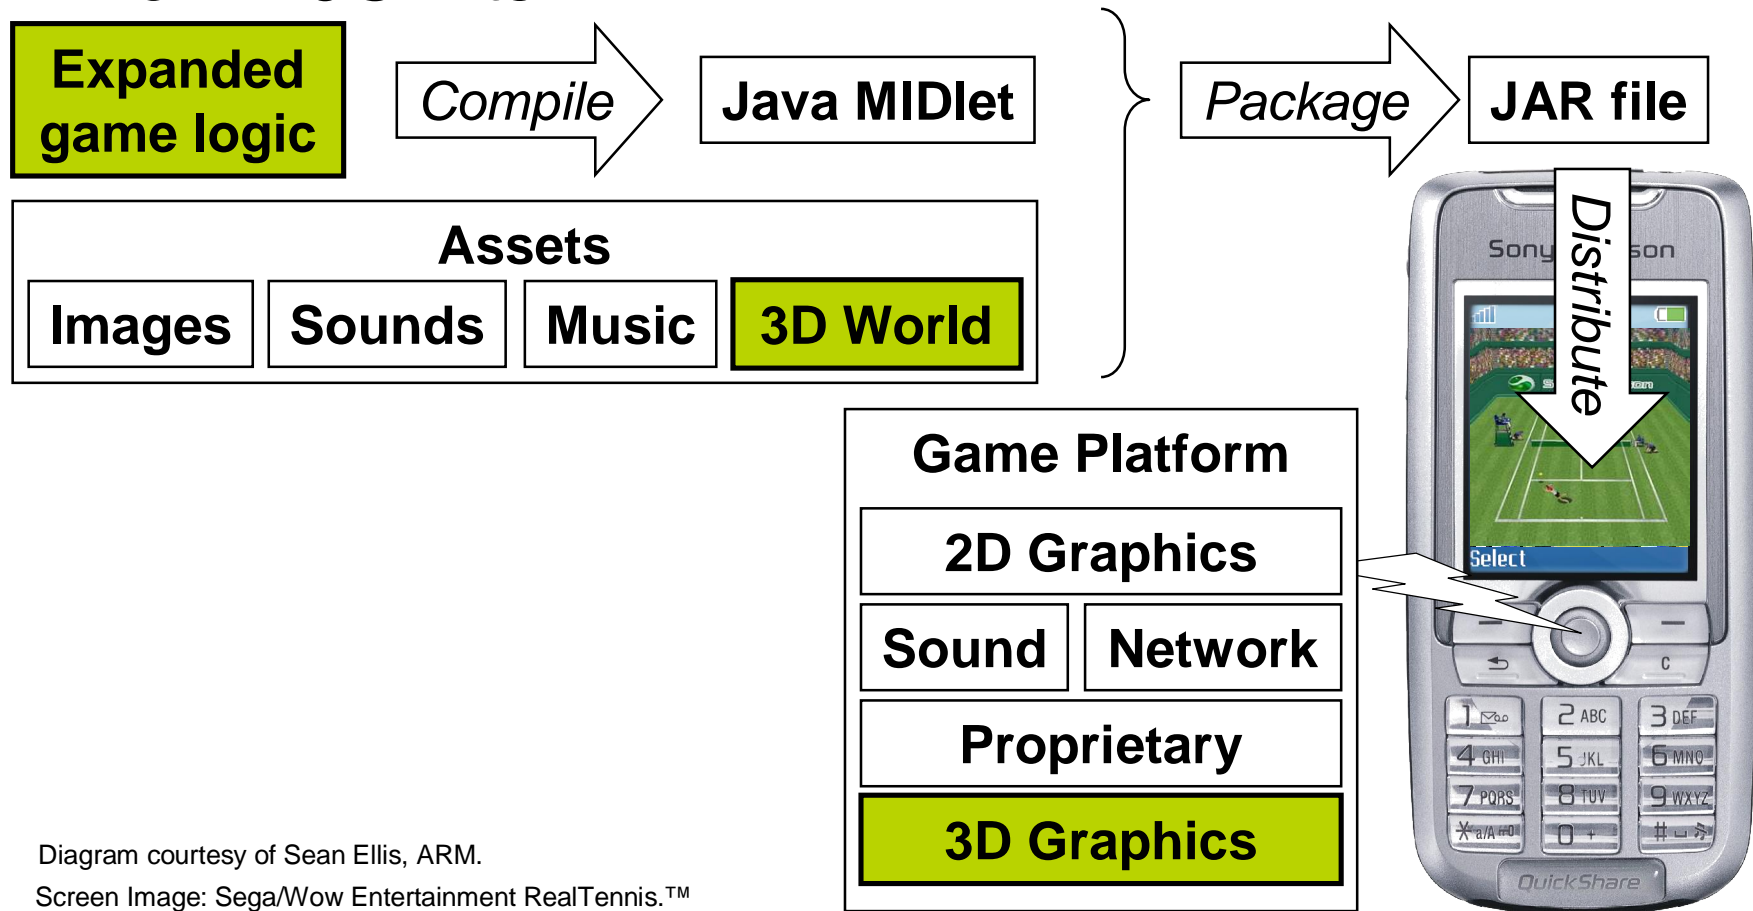 Expanded
game logic
Compile
Java MIDlet
Package
JAR file
Assets
Images
Sounds
Music
3D World
Distribute
Game Platform
2D Graphics
Sound
Network
Proprietary
3D Graphics
Select
C
1
2 ABC
3 DEF
4 GHI
5 JKL
6 MNO
7 PQRS
8 TUV
9 WXYZ
* a/A
0 +
#
QuickShare
Diagram courtesy of Sean Ellis, ARM.
Screen Image: Sega/Wow Entertainment RealTennis.™